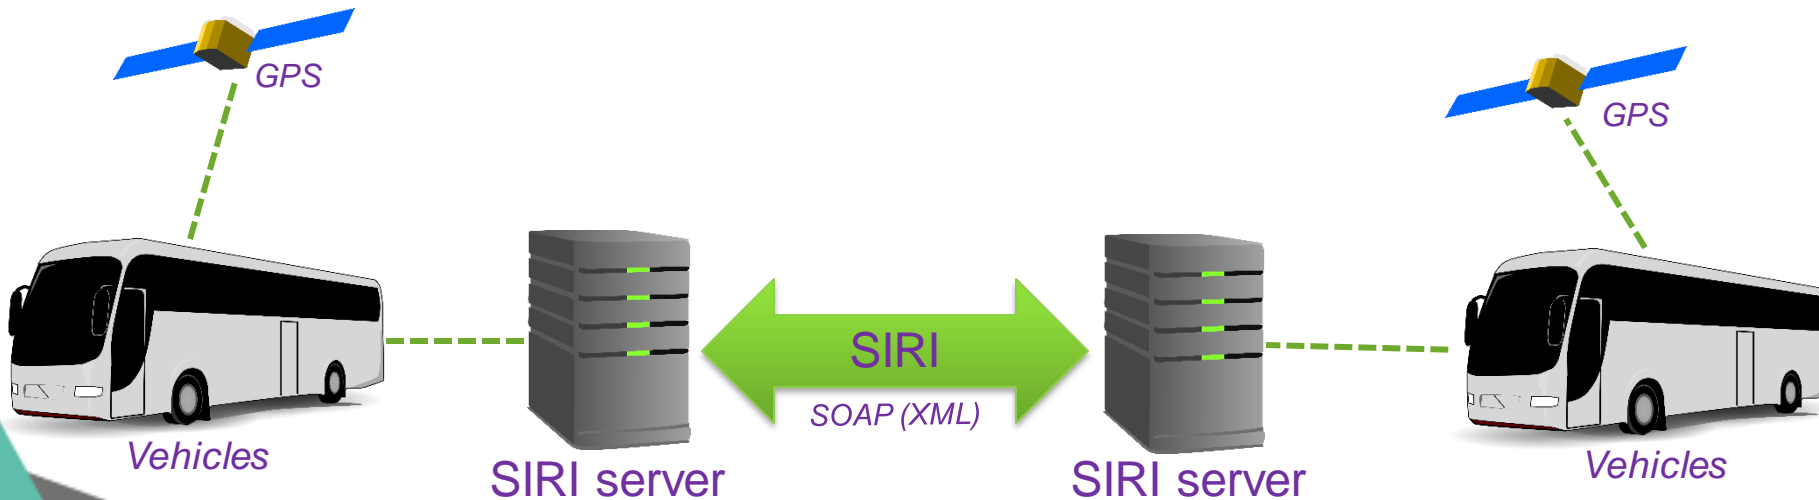 GPS
GPS
SIRI
SOAP (XML)
Vehicles
SIRI server
SIRI server
Vehicles